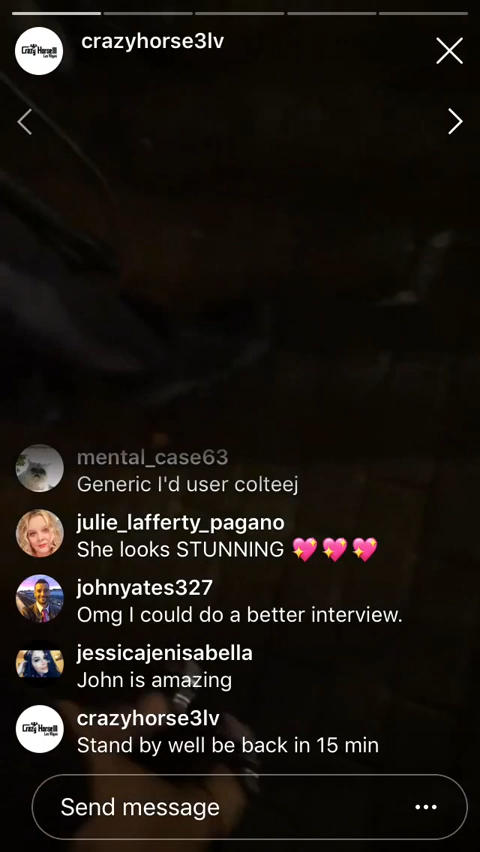 crazyhorse3lv
mental_case63
Generic I'd user colteej
julie_lafferty_pagano
She looks STUNNING 💖 💖 💖
johnyates327
Omg I could do a better interview.
jessicajenisabella
John is amazing
crazyhorse3lv
Stand by well be back in 15 min
Send message